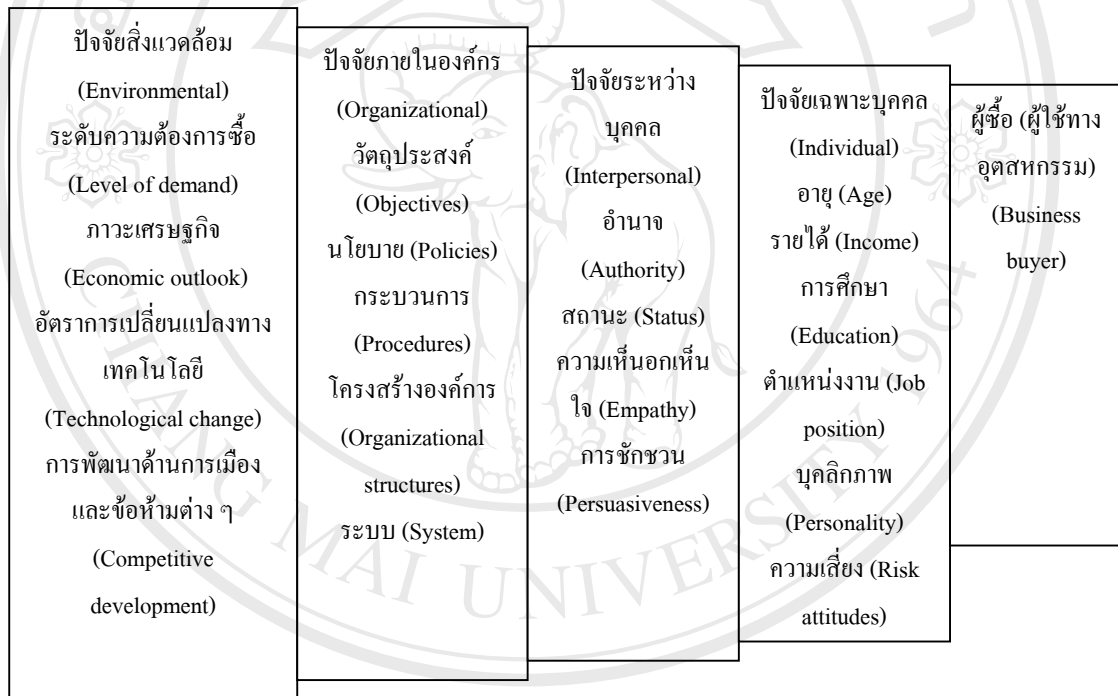 ปัจจัยสิ่งแวดล้อม
(Environmental)
ระดับความต้องการซื้อ
(Level of demand)
ภาวะเศรษฐกิจ
(Economic outlook)
อัตราการเปลี่ยนแปลงทาง
เทคโนโลยี
(Technological change)
การพัฒนาด้านการเมือง
และข้อห้ามต่าง ๆ
(Competitive
development)
ปัจจัยภายในองค์กร
(Organizational)
วัตถุประสงค์
(Objectives)
นโยบาย (Policies)
กระบวนการ
(Procedures)
โครงสร้างองค์การ
(Organizational
structures)
ระบบ (System)
ปัจจัยระหว่าง
บุคคล
(Interpersonal)
อำนาจ
(Authority)
สถานะ (Status)
ความเห็นอกเห็น
ใจ (Empathy)
การชักชวน
(Persuasiveness)
ปัจจัยเฉพาะบุคคล
(Individual)
อายุ (Age)
รายได้ (Income)
การศึกษา
(Education)
ตำแหน่งงาน (Job
position)
บุคลิกภาพ
(Personality)
ความเสี่ยง (Risk
attitudes)
ผู้ซื้อ (ผู้ใช้ทาง
อุตสหกรรม)
(Business
buyer)
CHIANG MAI UNIVERSITY 1964